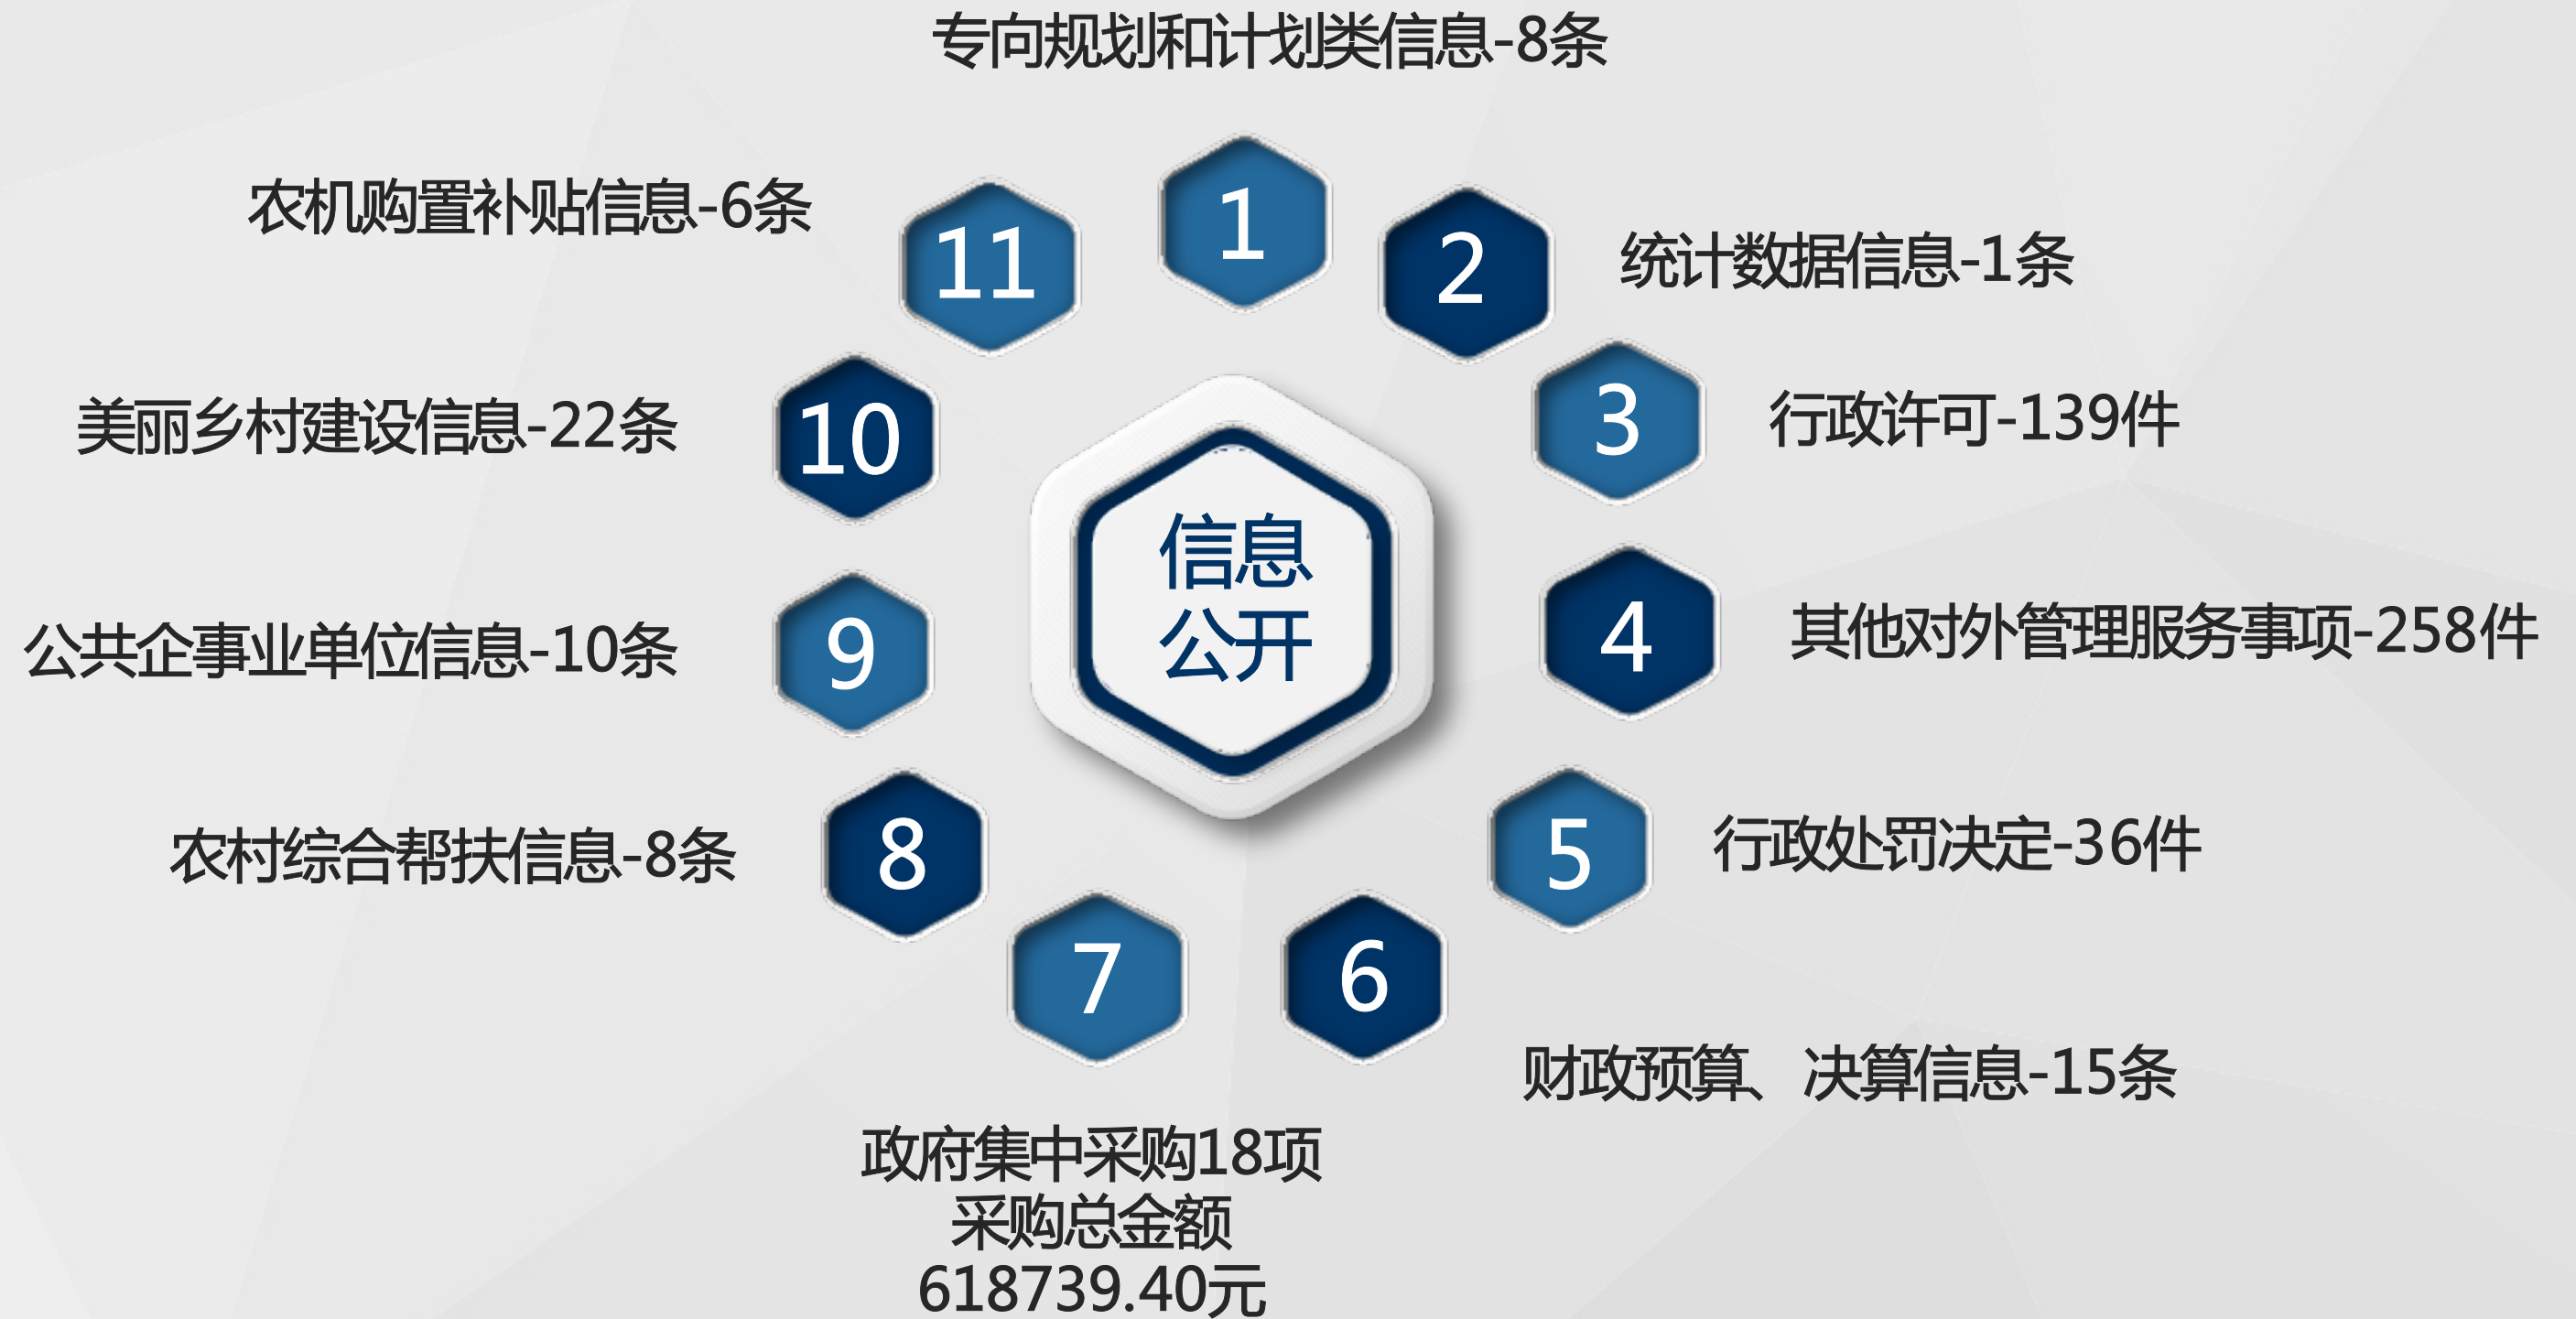 专向规划和计划类信息-8条
1
2
统计数据信息-1条
3
行政许可-139件
4
其他对外管理服务事项-258件
5
行政处罚决定-36件
6
财政预算、决算信息-15条
7
政府集中采购18项
采购总金额
618739.40元
8
农村综合帮扶信息-8条
9
公共企事业单位信息-10条
10
美丽乡村建设信息-22条
11
农机购置补贴信息-6条
信息
公开